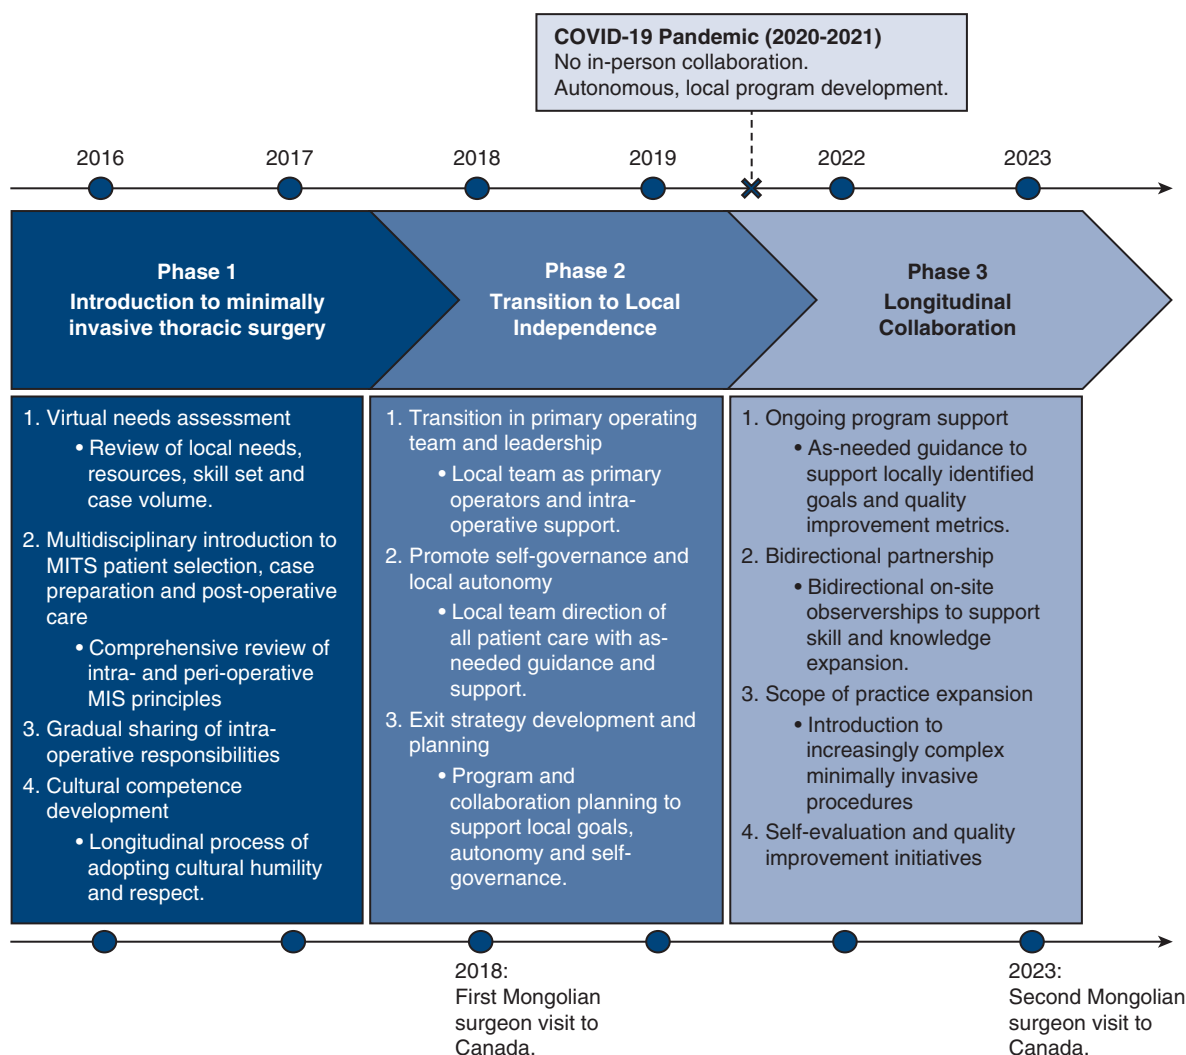 COVID-19 Pandemic (2020-2021)
No in-person collaboration.
Autonomous, local program development.
2016
2017
2018
2019
2022
2023
Phase 1
Introduction to minimally
invasive thoracic surgery
Phase 2
Transition to Local
Independence
Phase 3
Longitudinal
Collaboration
1. Virtual needs assessment
• Review of local needs,
resources, skill set and
case volume.
2. Multidisciplinary introduction to
MITS patient selection, case
preparation and post-operative
care
• Comprehensive review of
intra- and peri-operative
MIS principles
3. Gradual sharing of intra-
operative responsibilities
4. Cultural competence
development
• Longitudinal process of
adopting cultural humility
and respect.
1. Transition in primary operating
team and leadership
• Local team as primary
operators and intra-
operative support.
2. Promote self-governance and
local autonomy
• Local team direction of
all patient care with as-
needed guidance and
support.
3. Exit strategy development and
planning
• Program and
collaboration planning to
support local goals,
autonomy and self-
governance.
1. Ongoing program support
• As-needed guidance to
support locally identified
goals and quality
improvement metrics.
2. Bidirectional partnership
• Bidirectional on-site
observerships to support
skill and knowledge
expansion.
3. Scope of practice expansion
• Introduction to
increasingly complex
minimally invasive
procedures
4. Self-evaluation and quality
improvement initiatives
2018:
First Mongolian
surgeon visit to
Canada.
2023:
Second Mongolian
surgeon visit to
Canada.